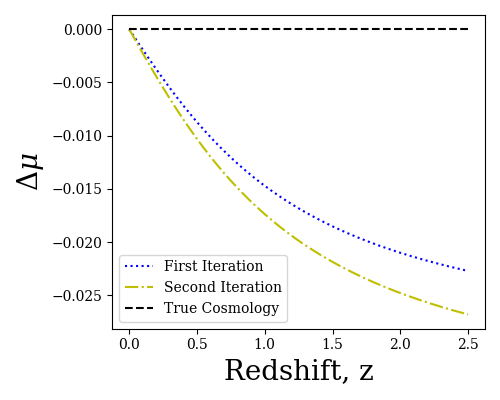 0.000
−0.005
−0.010
−0.015
−0.020
−0.025
Δμ
First Iteration
Second Iteration
True Cosmology
0.0 0.5 1.0 1.5 2.0 2.5
Redshift, z